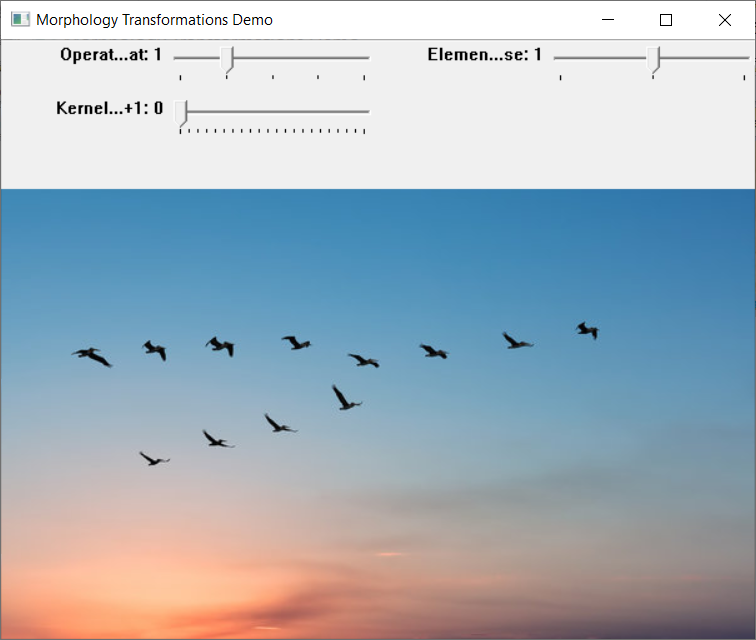 Morphology Transformations Demo
Operat...at: 1
Elemen...se: 1
Kernel...+1: 0